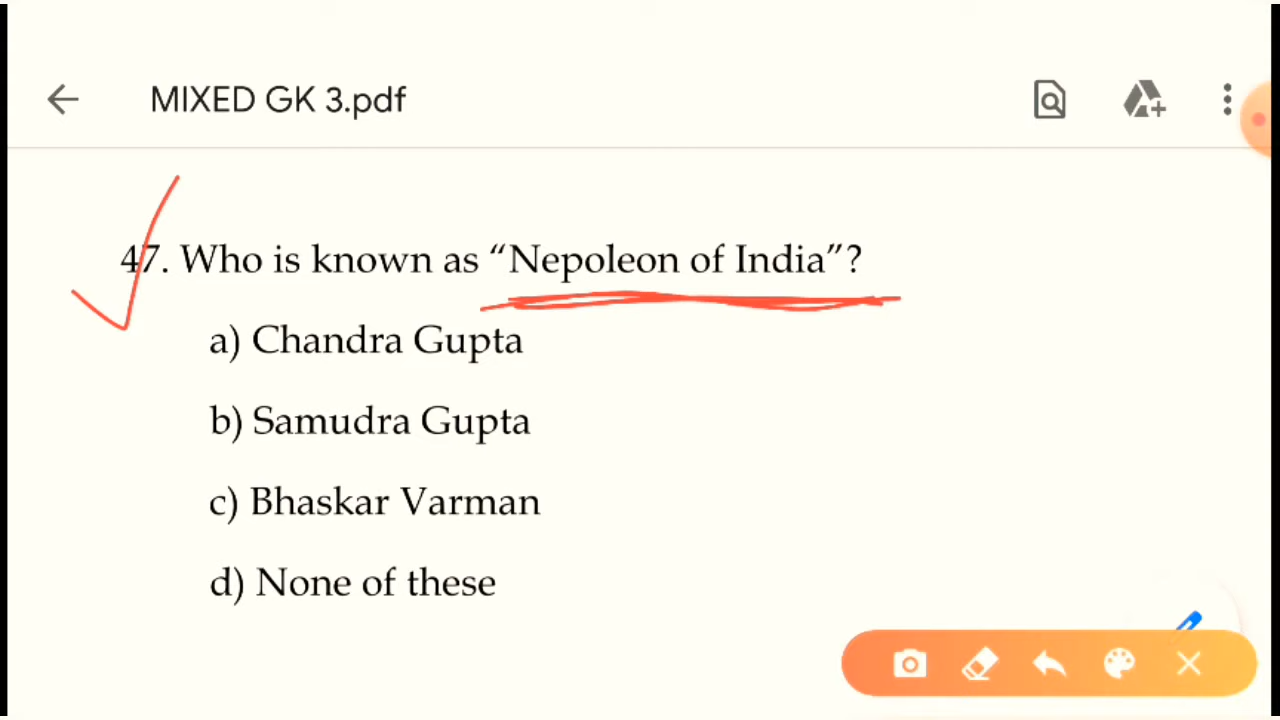 MIXED GK 3.pdf
47. Who is known as “Nepoleon of India”?
a) Chandra Gupta
b) Samudra Gupta
c) Bhaskar Varman
d) None of these